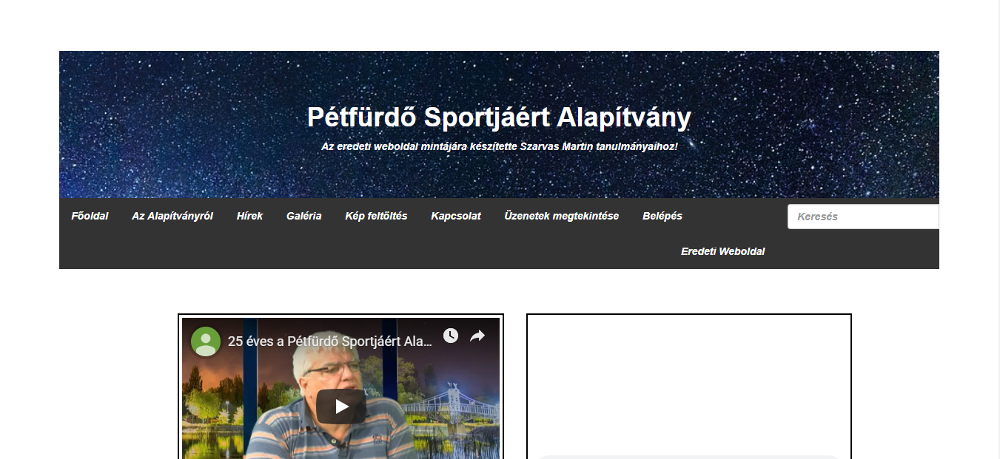 Pétfürdő Sportjáért Alapítvány
Az eredeti weboldal mintájára készítette Szarvas Martin tanulmányaihoz!
Főoldal Az Alapítványról Hírek Galéria Kép feltöltés Kapcsolat Üzenetek megtekintése Belépés Keresés
Eredeti Weboldal
25 éves a Pétfürdő Sportjáért Ala...